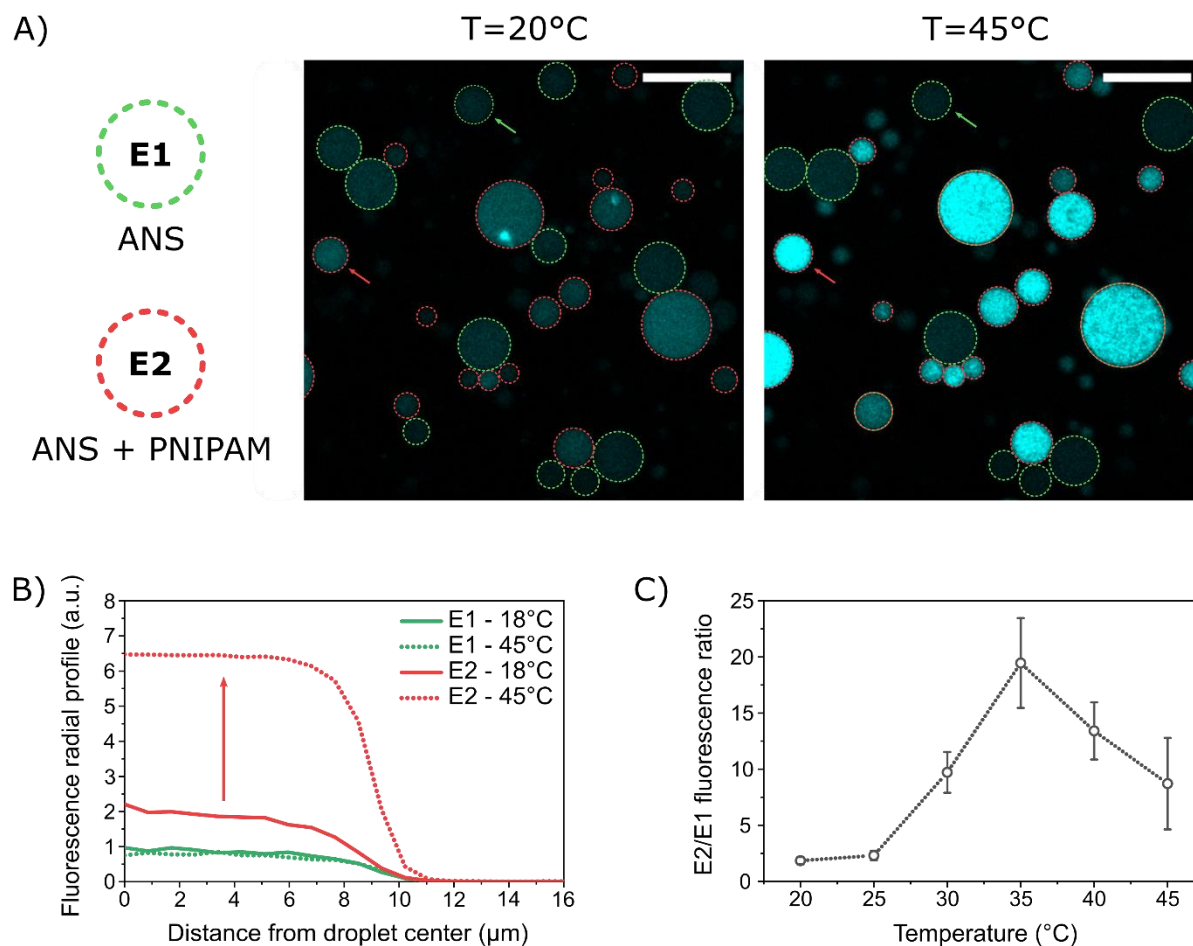 A)
T=20°C
T=45°C
E1
ANS
E2
ANS + PNIPAM
B)
Fluorescence radial profile (a.u.)
8
7
6
5
4
3
2
1
0
E1 - 18°C
E1 - 45°C
E2 - 18°C
E2 - 45°C
0 2 4 6 8 10 12 14 16
Distance from droplet center (µm)
C)
E2/E1 fluorescence ratio
25
20
15
10
5
0
20 25 30 35 40 45
Temperature (°C)